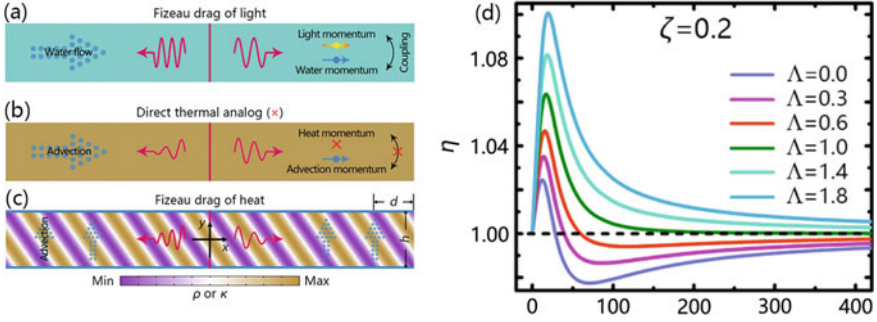 (a)
Fizeau drag of light
Water flow
Light momentum
Water momentum
Coupling
(b)
Direct thermal analog (×)
Advection
Heat momentum
Advection momentum
(c)
Fizeau drag of heat
d
Advection
y
x
h
Min
Max
ρ or κ
(d)
ζ=0.2
η
1.08
1.04
1.00
Λ=0.0
Λ=0.3
Λ=0.6
Λ=1.0
Λ=1.4
Λ=1.8
0 100 200 300 400